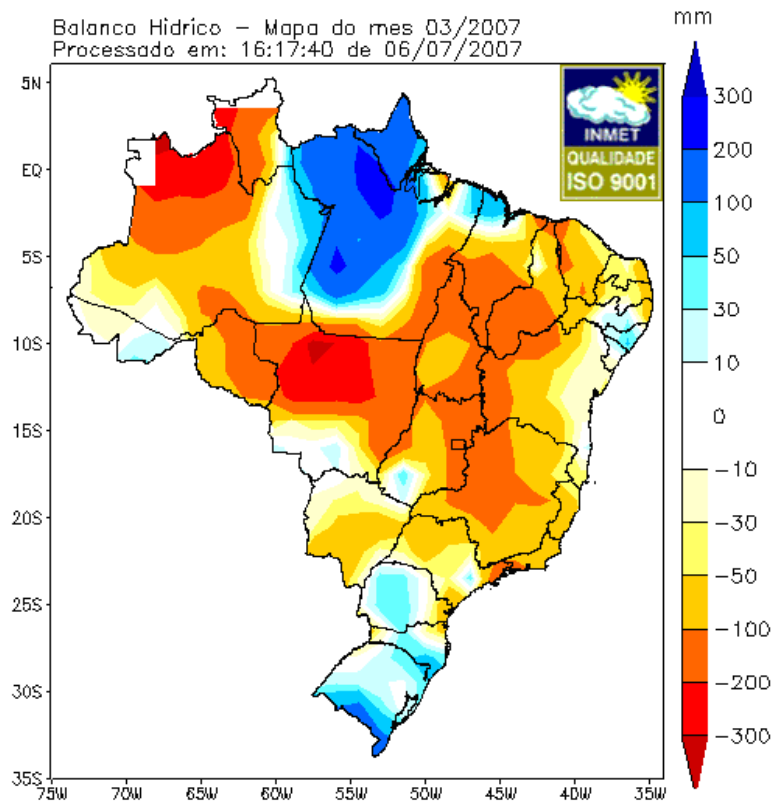 Balanco Hidrico – Mapa do mes 03/2007
Processado em: 16:17:40 de 06/07/2007
mm
INMET
QUALIDADE
ISO 9001
300
200
100
50
30
10
0
-10
-30
-50
-100
-200
-300
5N
EQ
5S
10S
15S
20S
25S
30S
35S
75W 70W 65W 60W 55W 50W 45W 40W 35W